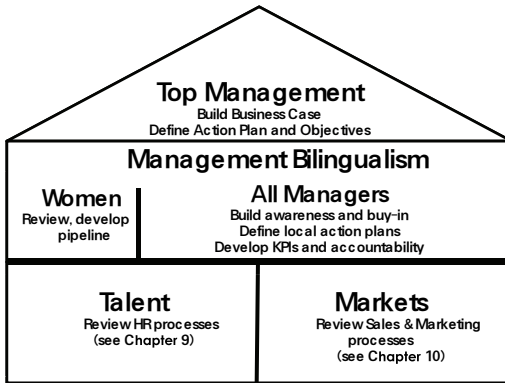 Top Management
Build Business Case
Define Action Plan and Objectives
Management Bilingualism
Women
Review, develop
pipeline
All Managers
Build awareness and buy-in
Define local action plans
Develop KPIs and accountability
Talent
Review HR processes
(see Chapter 9)
Markets
Review Sales & Marketing
processes
(see Chapter 10)